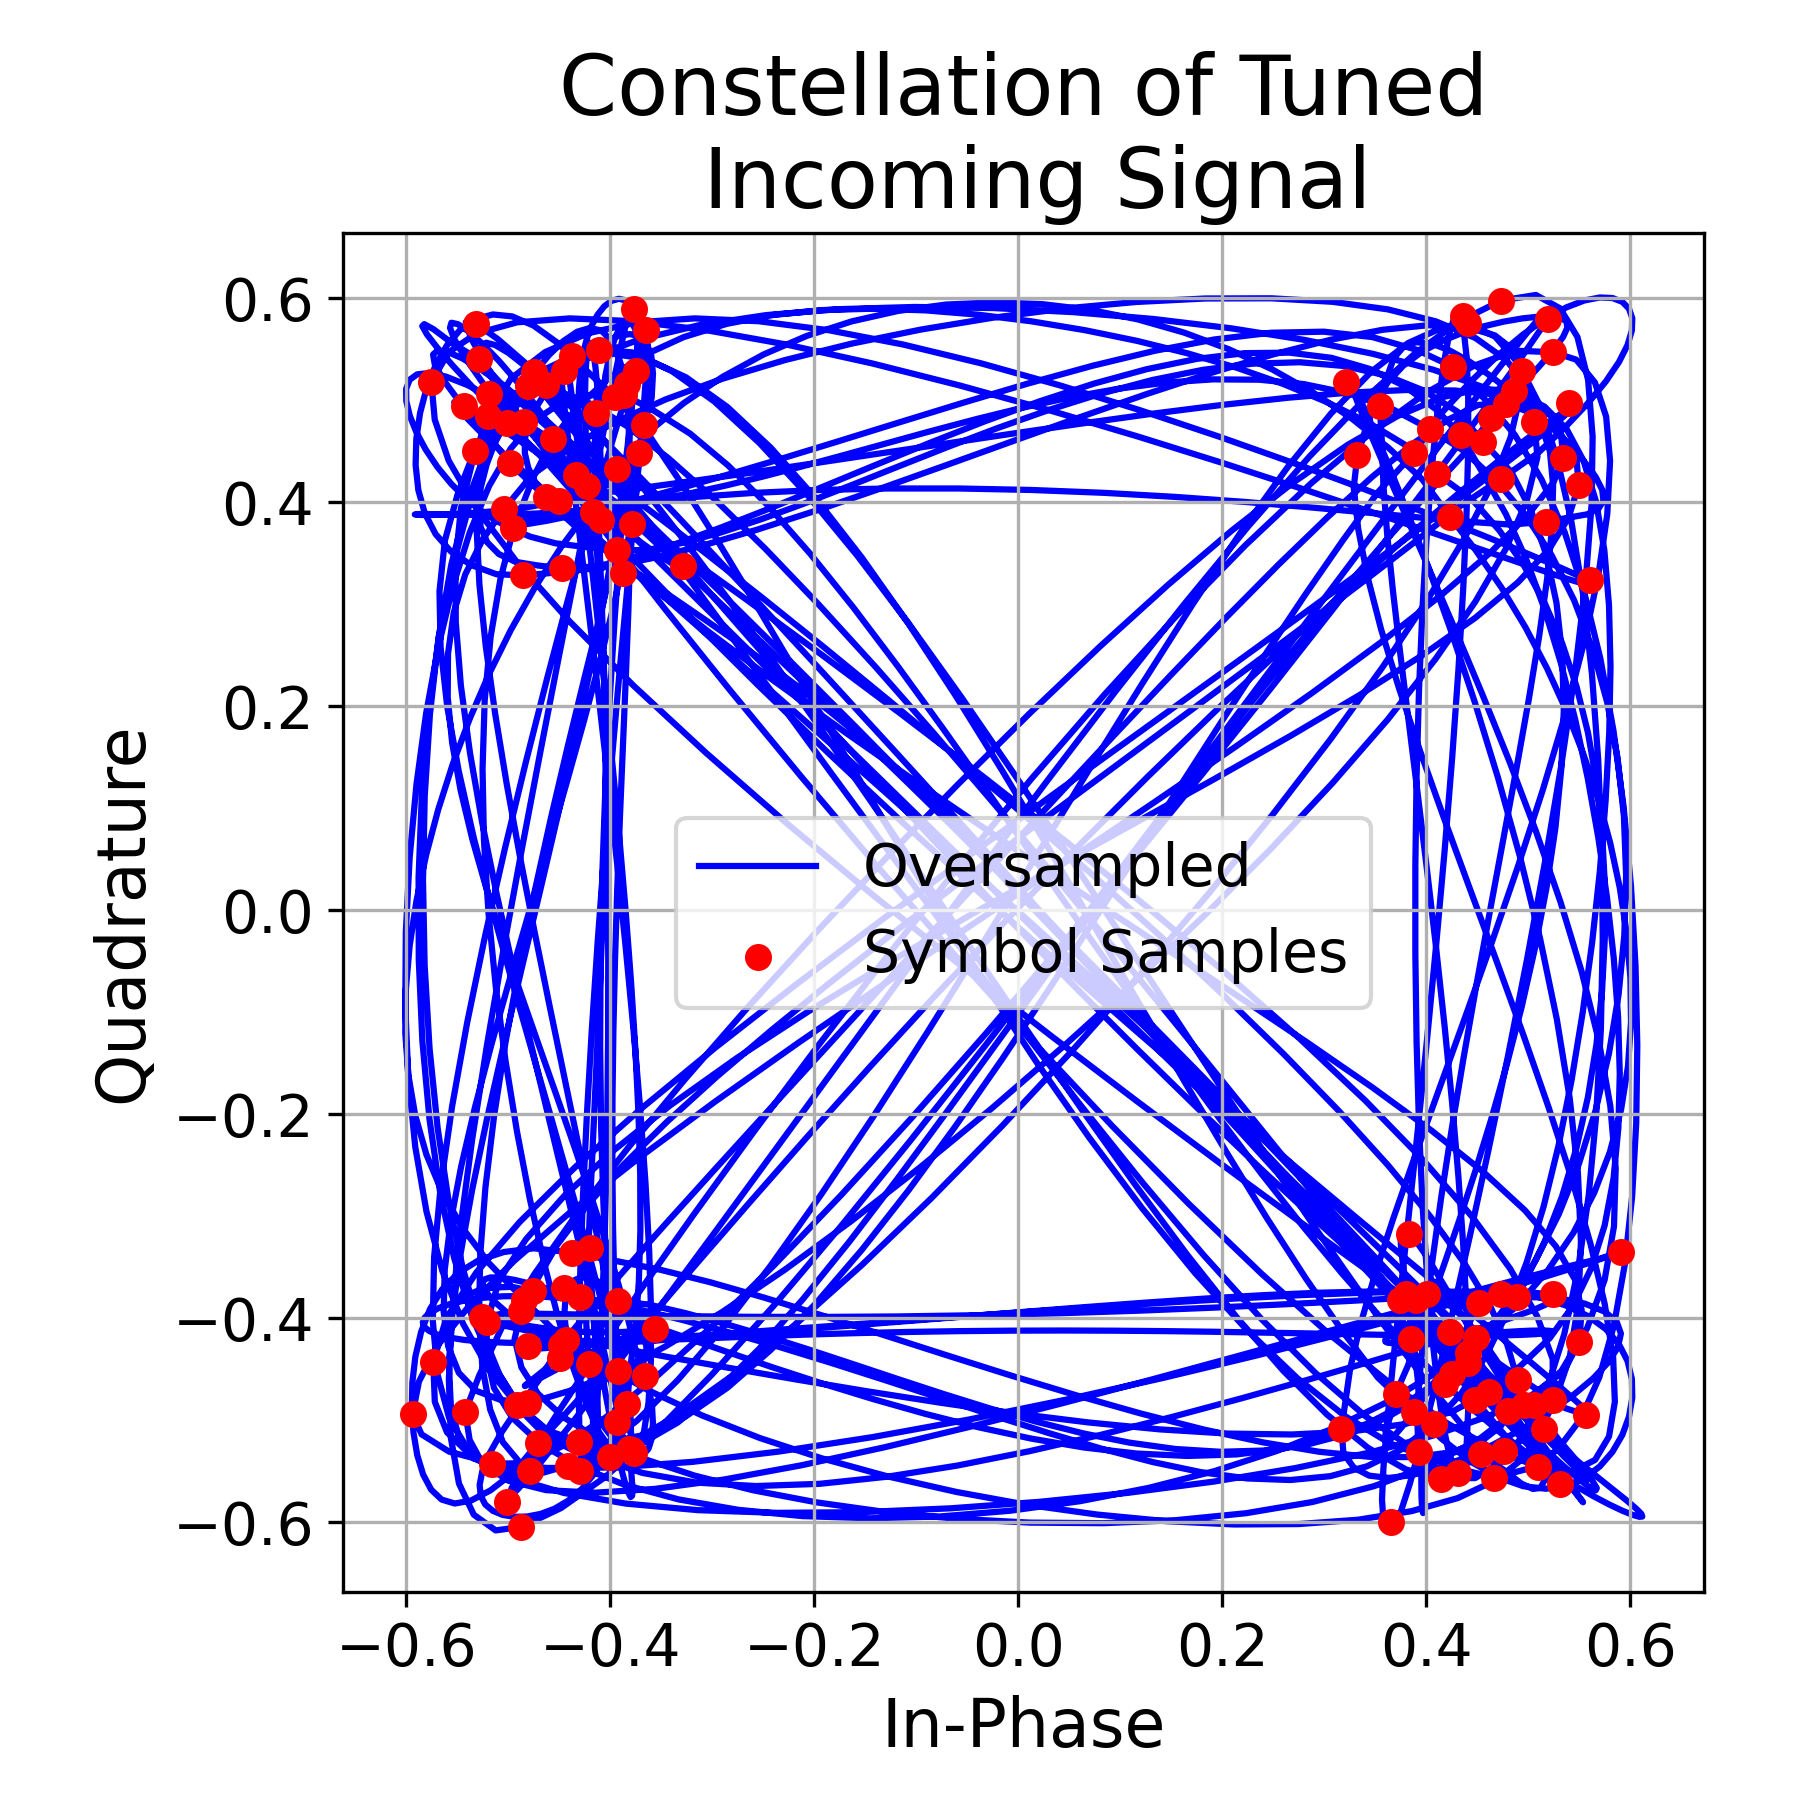 Constellation of Tuned
Incoming Signal
0.6
0.4
0.2
0.0
−0.2
−0.4
−0.6
Quadrature
Oversampled
Symbol Samples
−0.6 −0.4 −0.2 0.0 0.2 0.4 0.6
In-Phase